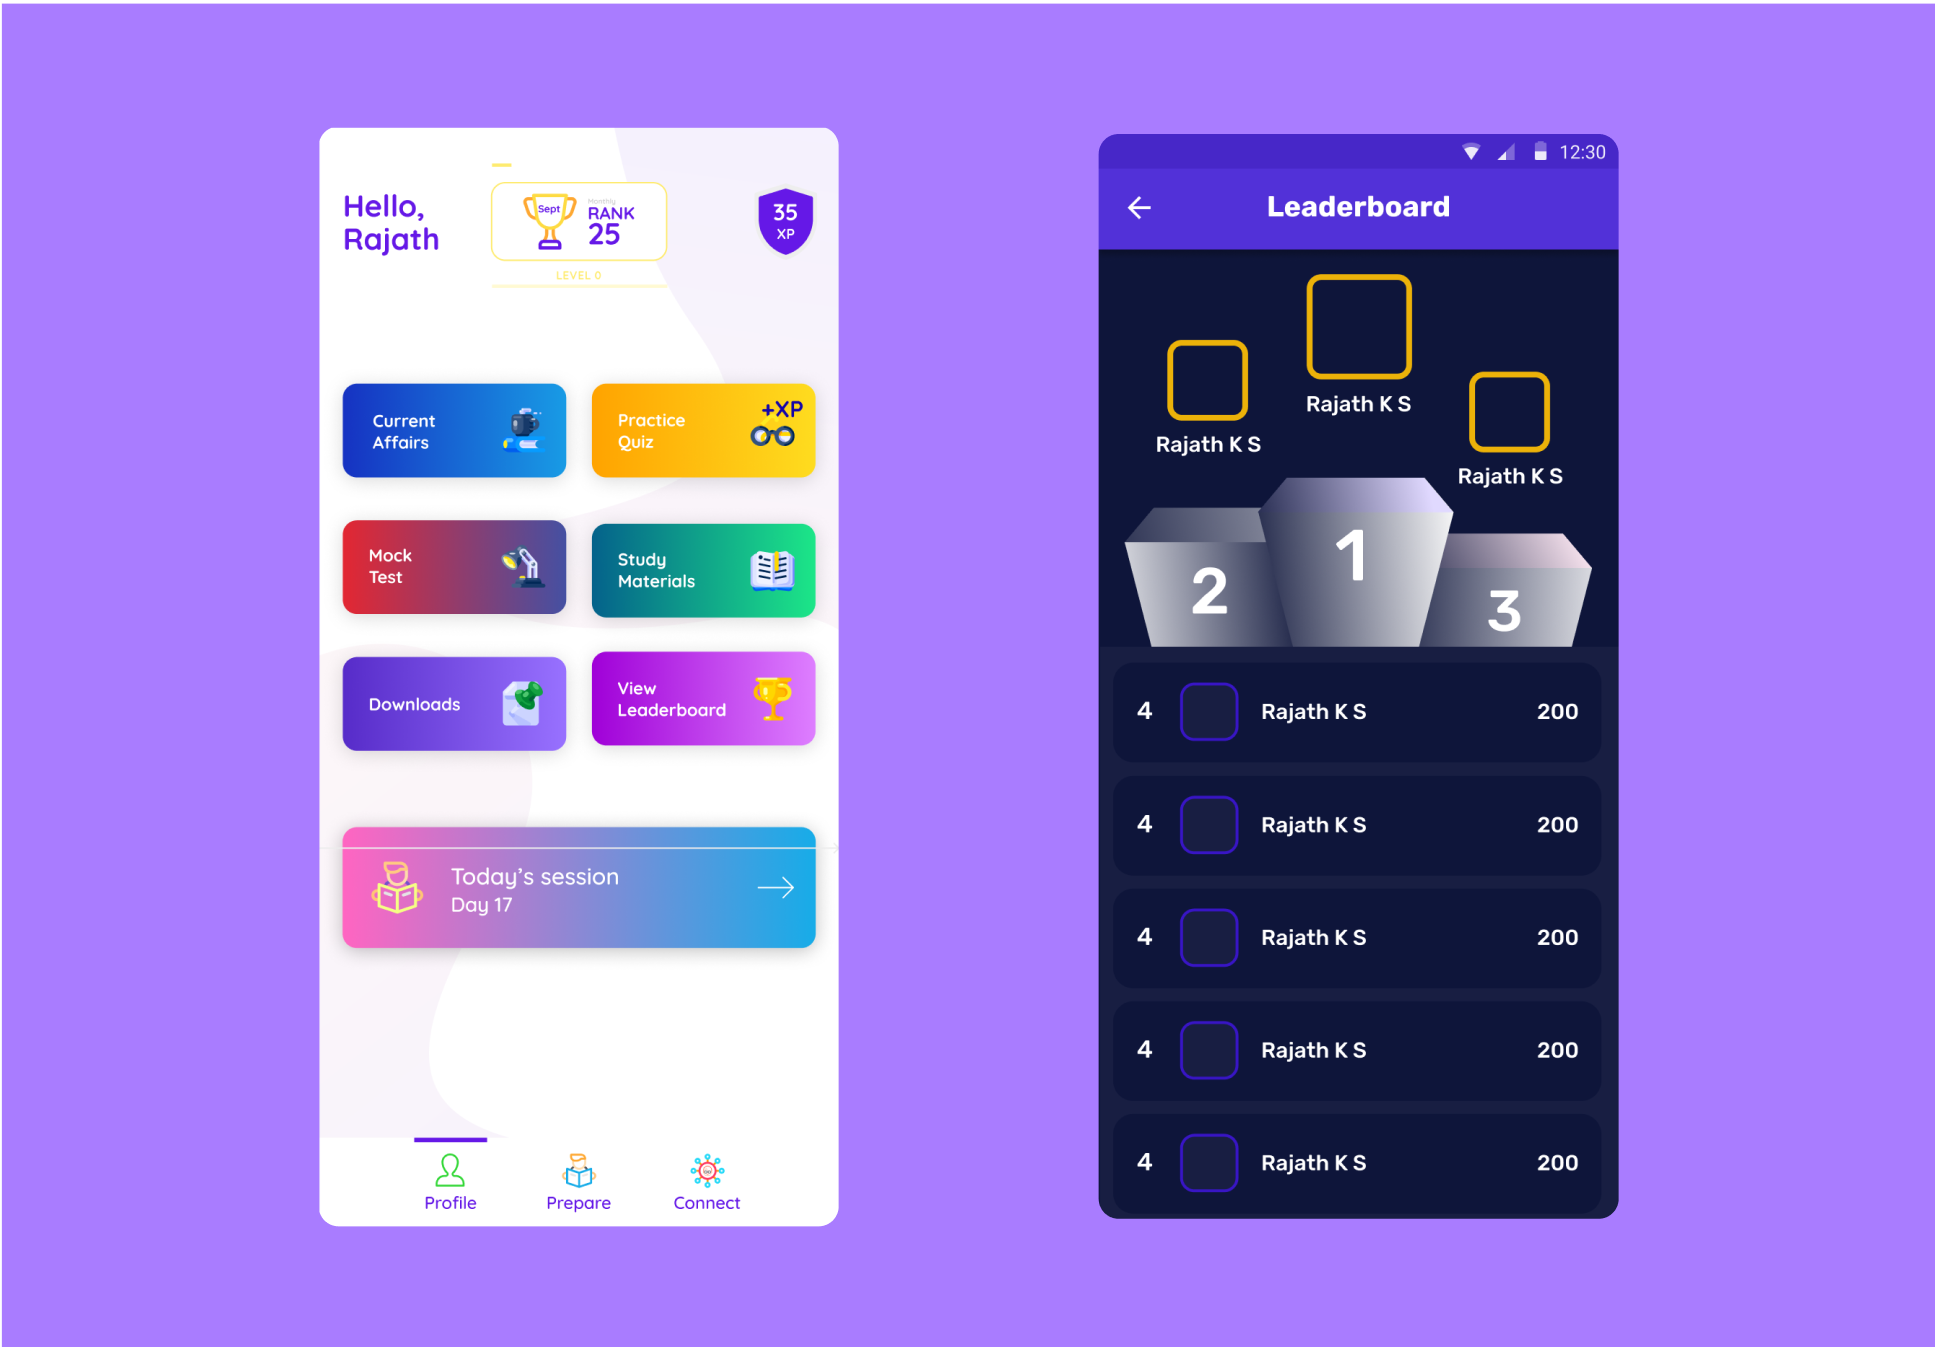 Hello,
Rajath
Sept
Monthly
RANK
25
LEVEL 0
35
XP
Current
Affairs
Practice
Quiz
+XP
Mock
Test
Study
Materials
Downloads
View
Leaderboard
Today's session
Day 17
Profile
Prepare
Connect
12:30
Leaderboard
Rajath K S
Rajath K S
Rajath K S
1
2
3
4 Rajath K S 200
4 Rajath K S 200
4 Rajath K S 200
4 Rajath K S 200
4 Rajath K S 200